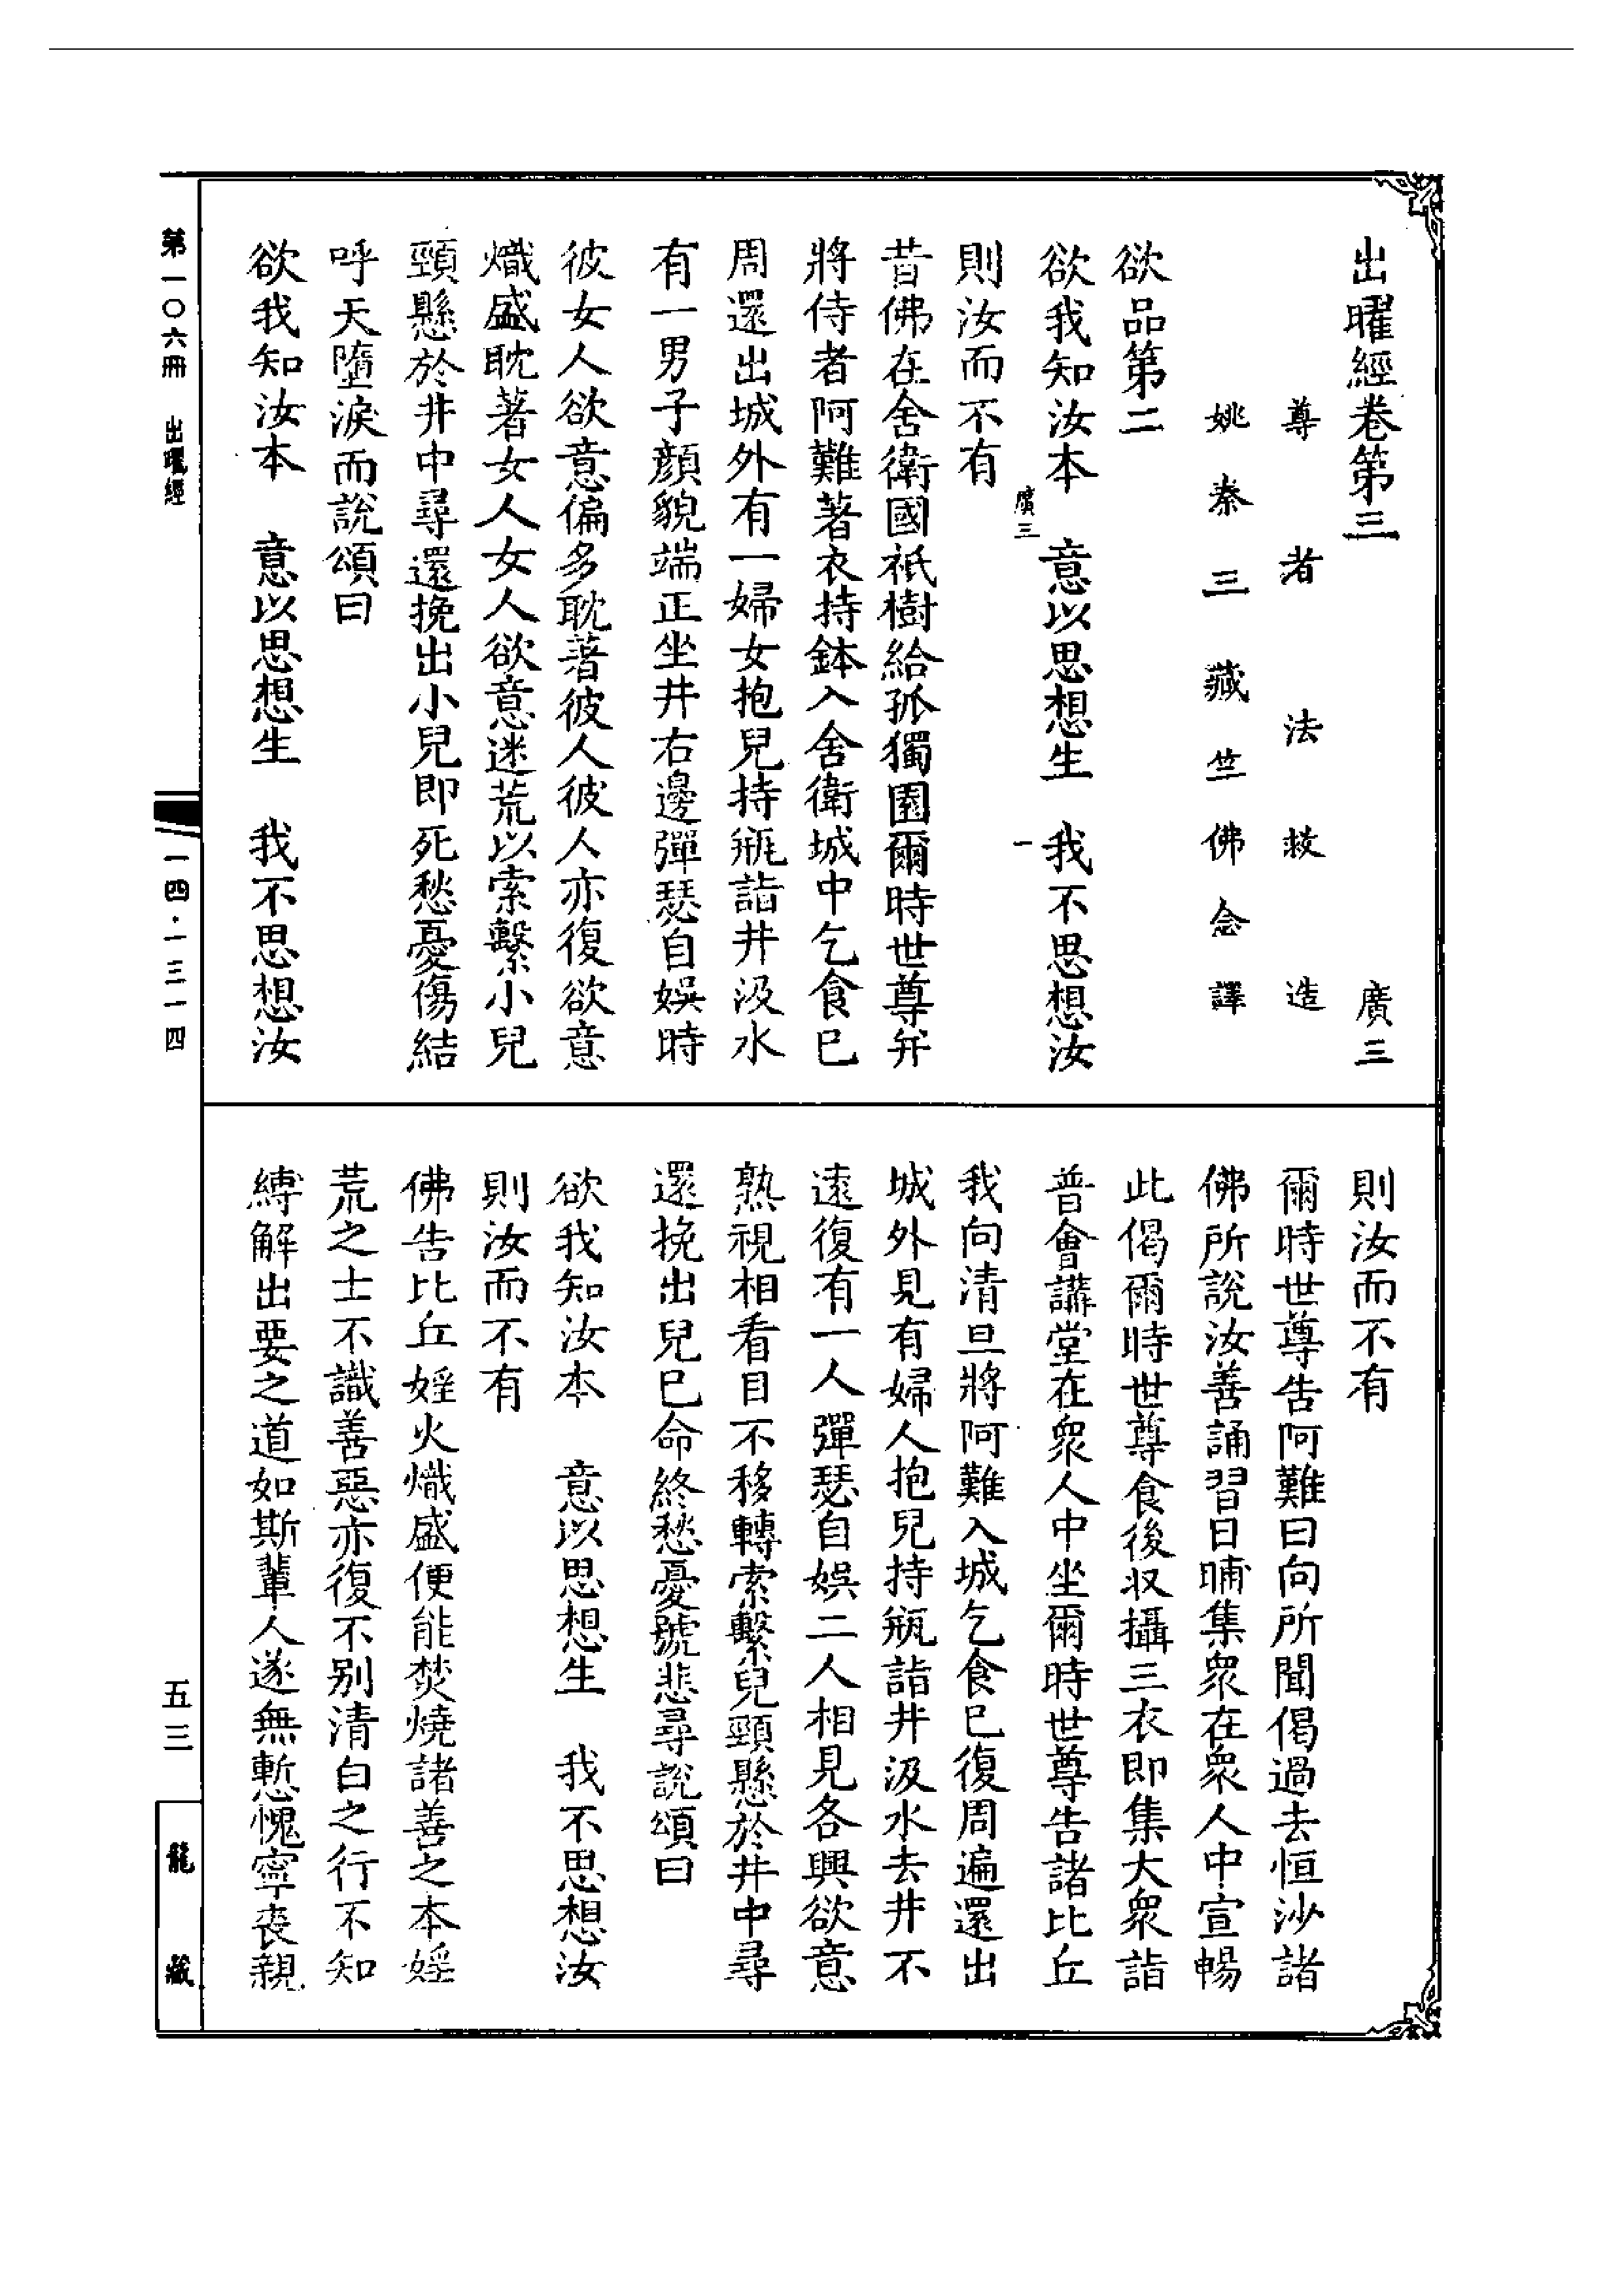 出曜經卷第三　廣三
尊者法救造
姚秦三藏竺佛念譯
欲品第二
欲我知汝本　意以思想生　我不思想汝
廣三　一
則汝而不有
昔佛在舍衛國祇樹給孤獨園爾時世尊并
將侍者阿難著衣持鉢入舍衛城中乞食已
周還出城外有一婦女抱兒持瓶詣井汲水
有一男子顏貌端正坐井右邊彈瑟自娛時
彼女人欲意偏多耽著彼人彼人亦復欲意
熾盛耽著女人女人欲意迷荒以索繫小兒
頸懸於井中尋還挽出小兒即死愁憂傷結
呼天墮淚而說頌曰
欲我知汝本　意以思想生　我不思想汝
則汝而不有
爾時世尊告阿難曰向所聞偈過去恒沙諸
佛所說汝善誦習日晡集眾在眾人中宣暢
此偈爾時世尊食後収攝三衣即集大眾詣
普會講堂在眾人中坐爾時世尊告諸比丘
我向清旦將阿難入城乞食已復周遍還出
城外見有婦人抱兒持瓶詣井汲水去井不
遠復有一人彈瑟自娛二人相見各興欲意
熟視相看目不移轉索繫兒頸懸於井中尋
還挽出兒已命終愁憂號悲尋說頌曰
欲我知汝本　意以思想生　我不思想汝
則汝而不有
佛告比丘婬火熾盛便能焚燒諸善之本婬
荒之士不識善惡亦復不別清白之行不知
縛解出要之道如斯輩人遂無慙愧寧喪親
第一〇六冊　出曜經
一四·一三一四
五三
龍藏